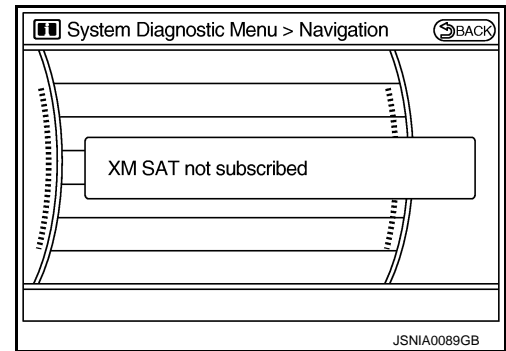 System Diagnostic Menu > Navigation
BACK
XM SAT not subscribed
JSNIA0089GB